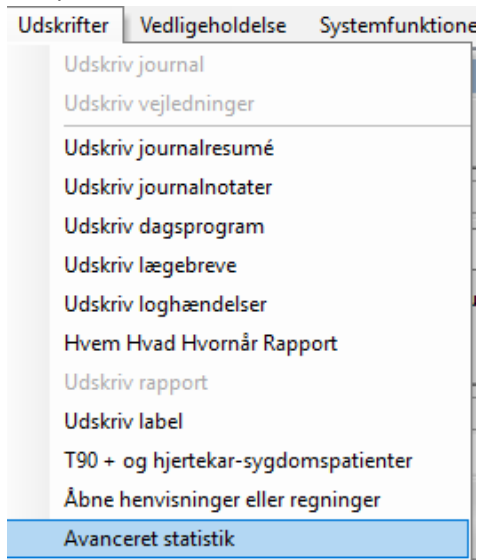 Udskrifter Vedligeholdelse Systemfunktione
Udskriv journal
Udskriv vejledninger
Udskriv journalresumé
Udskriv journalnotater
Udskriv dagsprogram
Udskriv lægebreve
Udskriv loghændelser
Hvem Hvad Hvornår Rapport
Udskriv rapport
Udskriv label
T90 + og hjertekar-sygdomspatienter
Åbne henvisninger eller regninger
Avanceret statistik